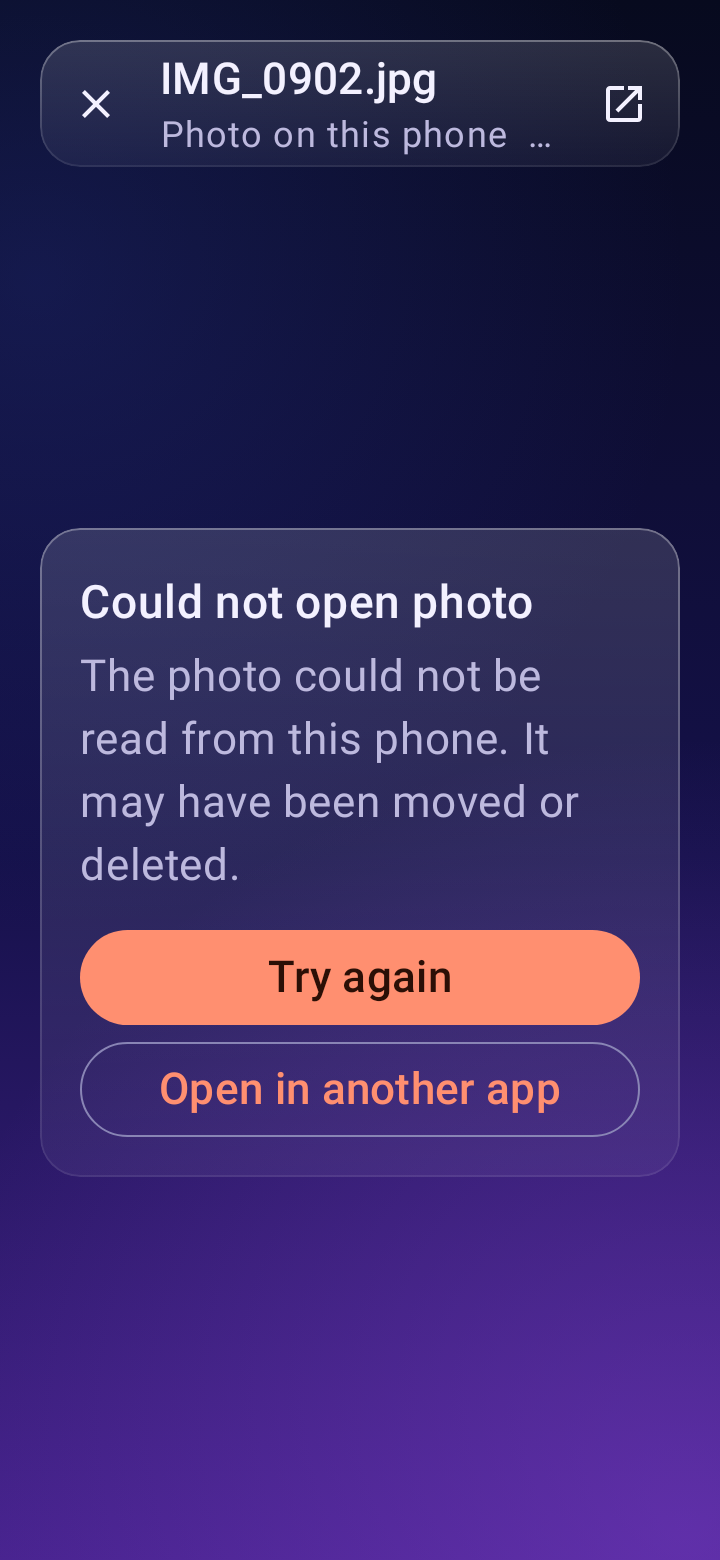 IMG_0902.jpg
Photo on this phone …
Could not open photo
The photo could not be
read from this phone. It
may have been moved or
deleted.
Try again
Open in another app